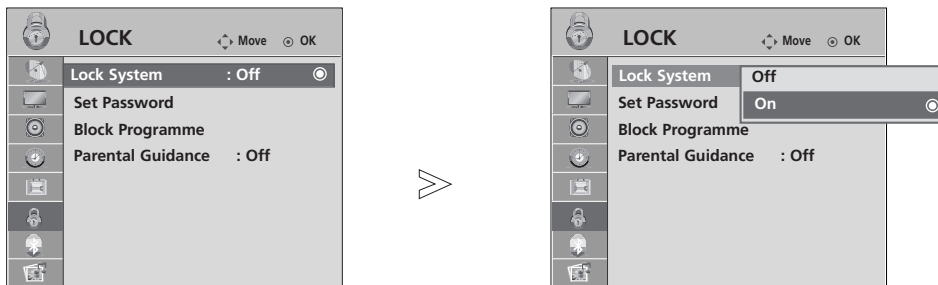 LOCK
Move
OK
Lock System : Off
Set Password
Block Programme
Parental Guidance : Off
LOCK
Move
OK
Lock System
Off
Set Password
On
Block Programme
Parental Guidance : Off